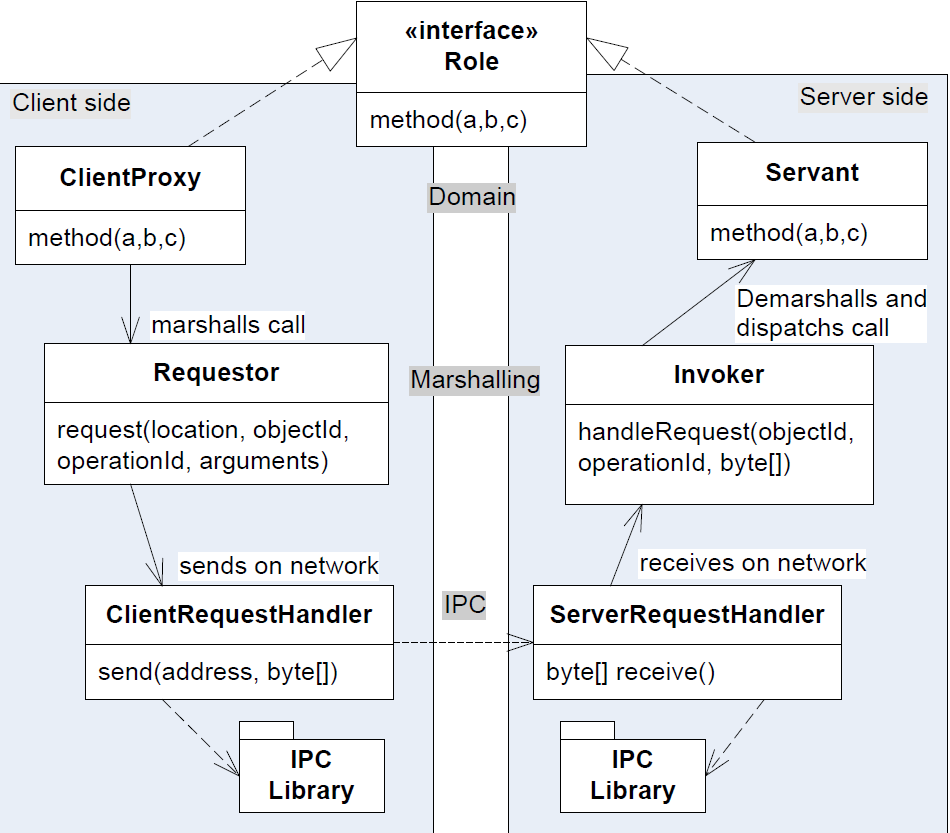 «interface»
Role
method(a,b,c)
Client side
Server side
ClientProxy
method(a,b,c)
Domain
Servant
method(a,b,c)
marshalls call
Demarshalls and
dispatchs call
Requestor
request(location, objectId,
operationId, arguments)
Marshalling
Invoker
handleRequest(objectId,
operationId, byte[])
sends on network
receives on network
ClientRequestHandler
send(address, byte[])
IPC
ServerRequestHandler
byte[] receive()
IPC
Library
IPC
Library